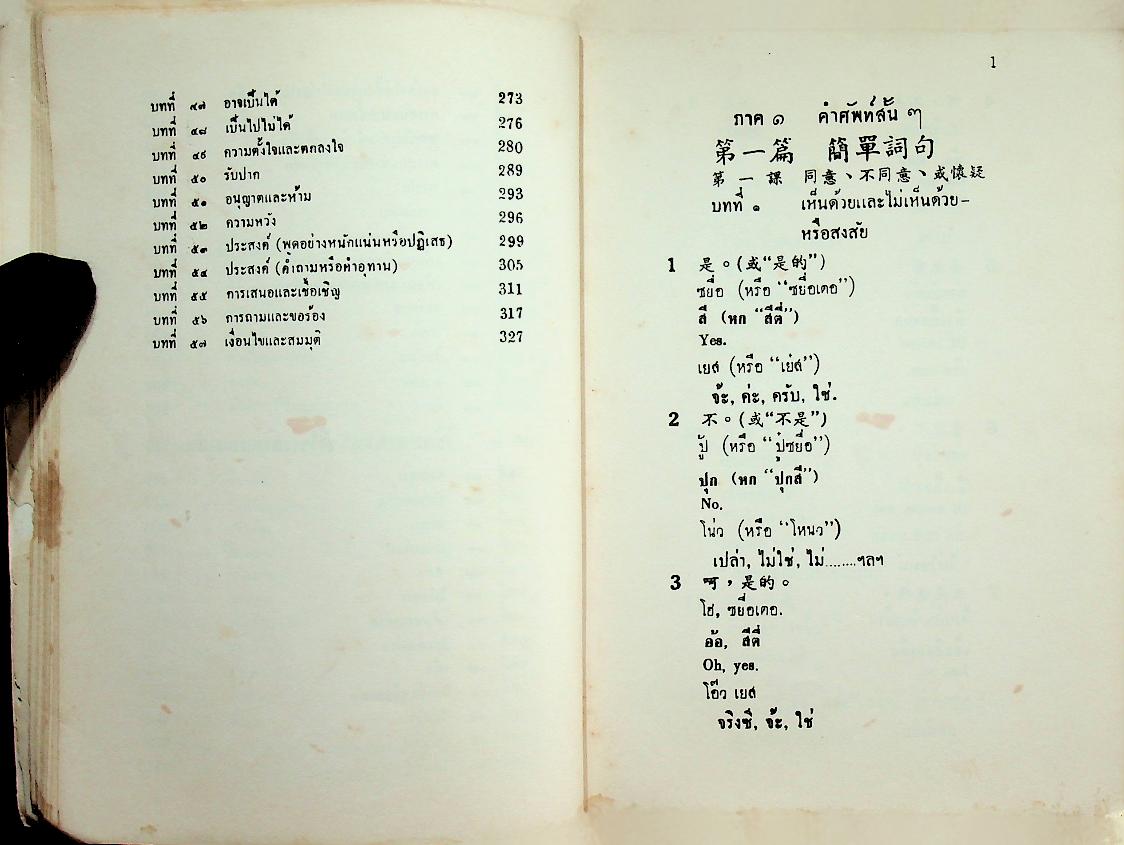 บทที่ ๔๗ อาจเป็นได้ 273
บทที่ ๔๘ เป็นไปไม่ได้ 276
บทที่ ๔๙ ความตั้งใจและตกลงใจ 280
บทที่ ๕๐ รับปาก 289
บทที่ ๕๑ อนุญาตและห้าม 293
บทที่ ๕๒ ความหวัง 296
บทที่ ๕๓ ประสงค์ (พูดอย่างหนักแน่นหรือปฏิเสธ) 299
บทที่ ๕๔ ประสงค์ (คำถามหรือคำอุทาน) 305
บทที่ ๕๕ การเสนอและเชื้อเชิญ 311
บทที่ ๕๖ การถามและขอร้อง 317
บทที่ ๕๗ เงื่อนไขและสมมุติ 327
1
ภาค ๑ คำศัพท์สั้น ๆ
第一篇 簡單詞句
第一課 同意、不同意、或懷疑
บทที่ ๑ เห็นด้วยและไม่เห็นด้วย-
หรือสงสัย
1 是。(或“是的”)
ซยื่อ (หรือ “ซยื่อเตอ”)
สี (หก “สีตี่”)
Yes.
เยส (หรือ “เย่ส”)
จ๊ะ, ค่ะ, ครับ, ใช่.
2 不。(或“不是”)
ปู้ (หรือ “ปู๋ซยื่อ”)
ปุก (หก “ปุกสี”)
No.
โน่ว (หรือ “โหนว”)
เปล่า, ไม่ใช่, ไม่........ฯลฯ
3 呵，是的。
โฮ่, ซยื่อเตอ.
อ้อ, สีตี่
Oh, yes.
โอ๊ว เยส
จริงซี, จ้ะ, ใช่